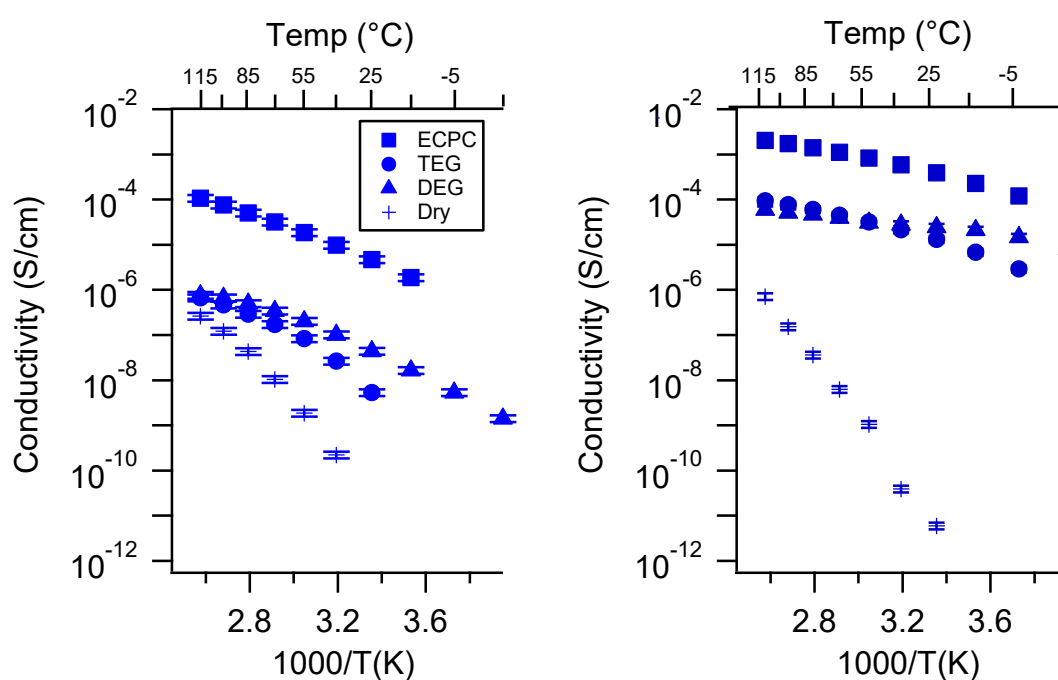 Temp (°C)
115 85 55 25 -5
10-2
10-4
10-6
10-8
10-10
10-12
Conductivity (S/cm)
ECPC
TEG
DEG
Dry
2.8 3.2 3.6
1000/T(K)
Temp (°C)
115 85 55 25 -5
10-2
10-4
10-6
10-8
10-10
10-12
Conductivity (S/cm)
2.8 3.2 3.6
1000/T(K)